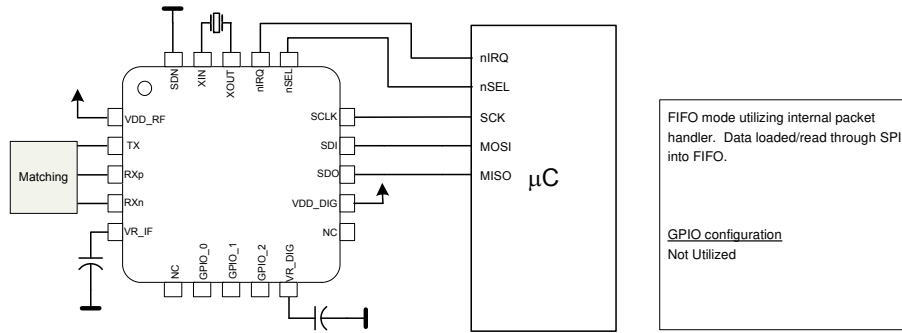 SDN
XIN
XOUT
nIRQ
nSEL
VDD_RF
TX
RXp
RXn
VR_IF
Matching
SCLK
SDI
SDO
VDD_DIG
NC
NC
GPIO_0
GPIO_1
GPIO_2
VR_DIG
nIRQ
nSEL
SCK
MOSI
MISO
μC
FIFO mode utilizing internal packet
handler. Data loaded/read through SPI
into FIFO.
GPIO configuration
Not Utilized